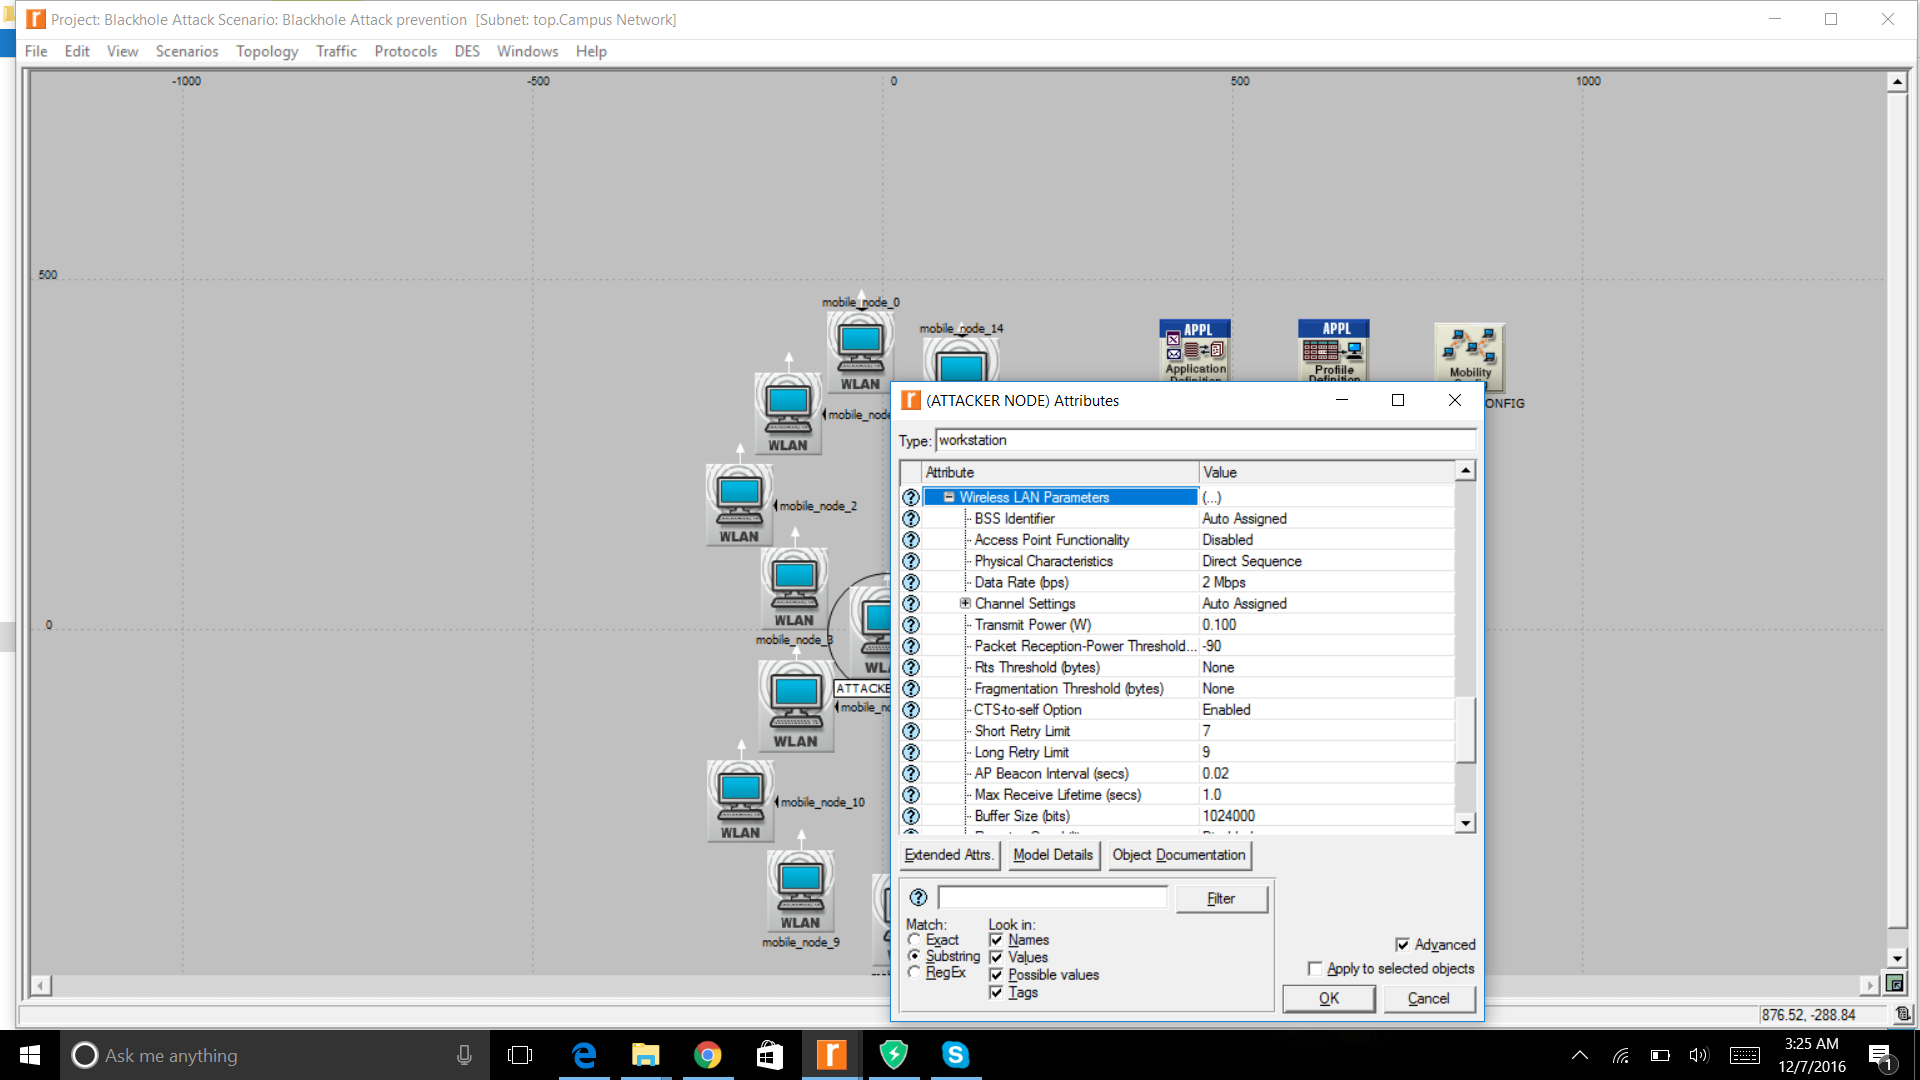 Project: Blackhole Attack Scenario: Blackhole Attack prevention [Subnet: top.Campus Network]
File Edit View Scenarios Topology Traffic Protocols DES Windows Help
-1000 -500 0 500 1000
500
0
mobile_node_0
WLAN
mobile_node_14
WLAN
mobile_node
WLAN
mobile_node_2
WLAN
mobile_node_3
ATTACKE
WLAN
WLAN
mobile_node_10
WLAN
mobile_node_9
APPL
Application
Definition
APPL
Profile
Definition
Mobility
ONFIG
(ATTACKER NODE) Attributes
Type: workstation
Attribute Value
Wireless LAN Parameters (...)
BSS Identifier Auto Assigned
Access Point Functionality Disabled
Physical Characteristics Direct Sequence
Data Rate (bps) 2 Mbps
Channel Settings Auto Assigned
Transmit Power (W) 0.100
Packet Reception-Power Threshold... -90
Rts Threshold (bytes) None
Fragmentation Threshold (bytes) None
CTS-to-self Option Enabled
Short Retry Limit 7
Long Retry Limit 9
AP Beacon Interval (secs) 0.02
Max Receive Lifetime (secs) 1.0
Buffer Size (bits) 1024000
Extended Attrs. Model Details Object Documentation
Filter
Match: Look in:
Exact Names
Substring Values
RegEx Possible values
Tags
Advanced
Apply to selected objects
OK Cancel
876.52, -288.84
Ask me anything
3:25 AM
12/7/2016
1